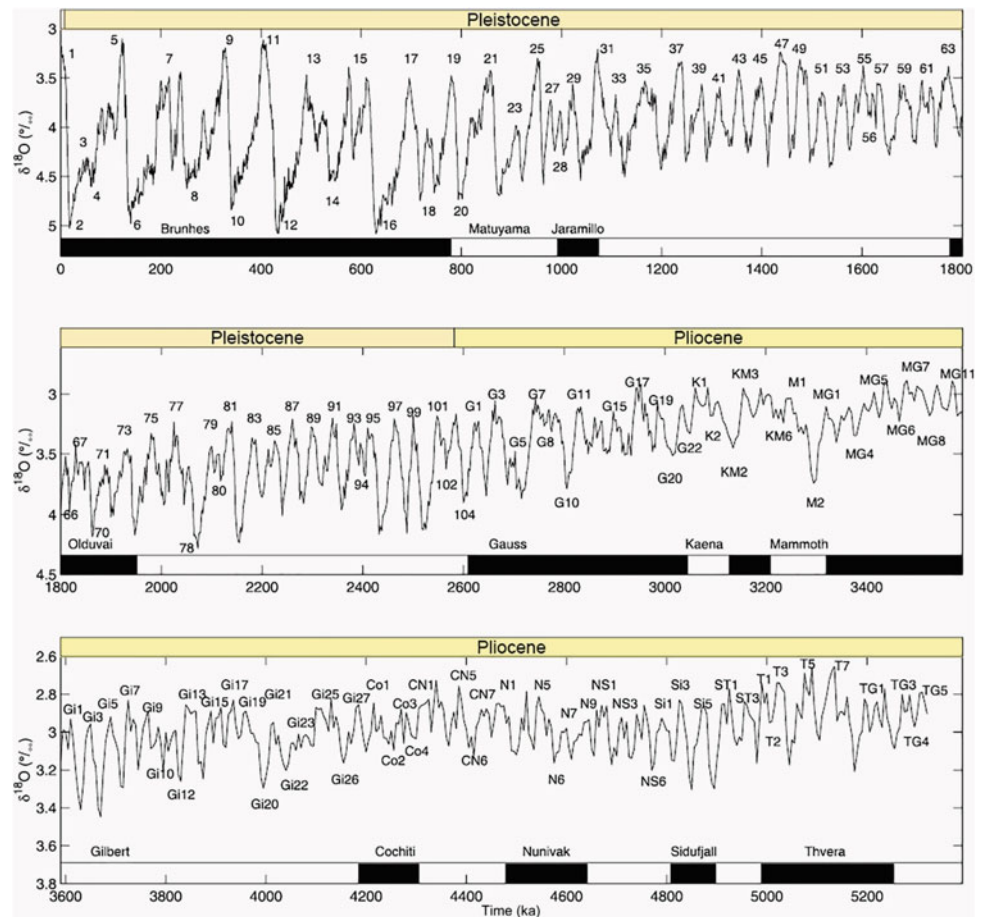 Pleistocene
3
3.5
4
4.5
5
δ18O (‰)
1 5 7 9 11 13 15 17 19 21 23 25 27 29 31 33 35 37 39 41 43 45 47 49 51 53 55 57 59 61 63
3 56 28
2 4 6 8 10 12 14 16 18 20
Brunhes Matuyama Jaramillo
0 200 400 600 800 1000 1200 1400 1600 1800
Pleistocene Pliocene
3
3.5
4
4.5
δ18O (‰)
67 71 73 75 77 79 81 83 85 87 89 91 93 95 97 99 101 G1 G3 G5 G7 G8 G11 G15 G17 G19 K1 KM3 M1 MG1 MG5 MG7 MG11
66 70 78 80 94 102 104 G10 G20 G22 K2 KM2 KM6 M2 MG4 MG6 MG8
Olduvai Gauss Kaena Mammoth
1800 2000 2200 2400 2600 2800 3000 3200 3400
Pliocene
2.6
2.8
3.0
3.2
3.4
3.6
3.8
δ18O (‰)
Gi1 Gi3 Gi5 Gi7 Gi9 Gi13 Gi15 Gi17 Gi19 Gi21 Gi23 Gi25 Gi27 Co1 Co3 CN1 CN5 CN7 N1 N5 N7 N9 NS1 NS3 Si1 Si3 Si5 ST1 ST3 T1 T3 T5 T7 TG1 TG3 TG5
Gi10 Gi12 Gi20 Gi22 Gi26 Co2 Co4 CN6 N6 NS6 T2 TG4
Gilbert Cochiti Nunivak Sidufjall Thvera
3600 3800 4000 4200 4400 4600 4800 5000 5200
Time (ka)